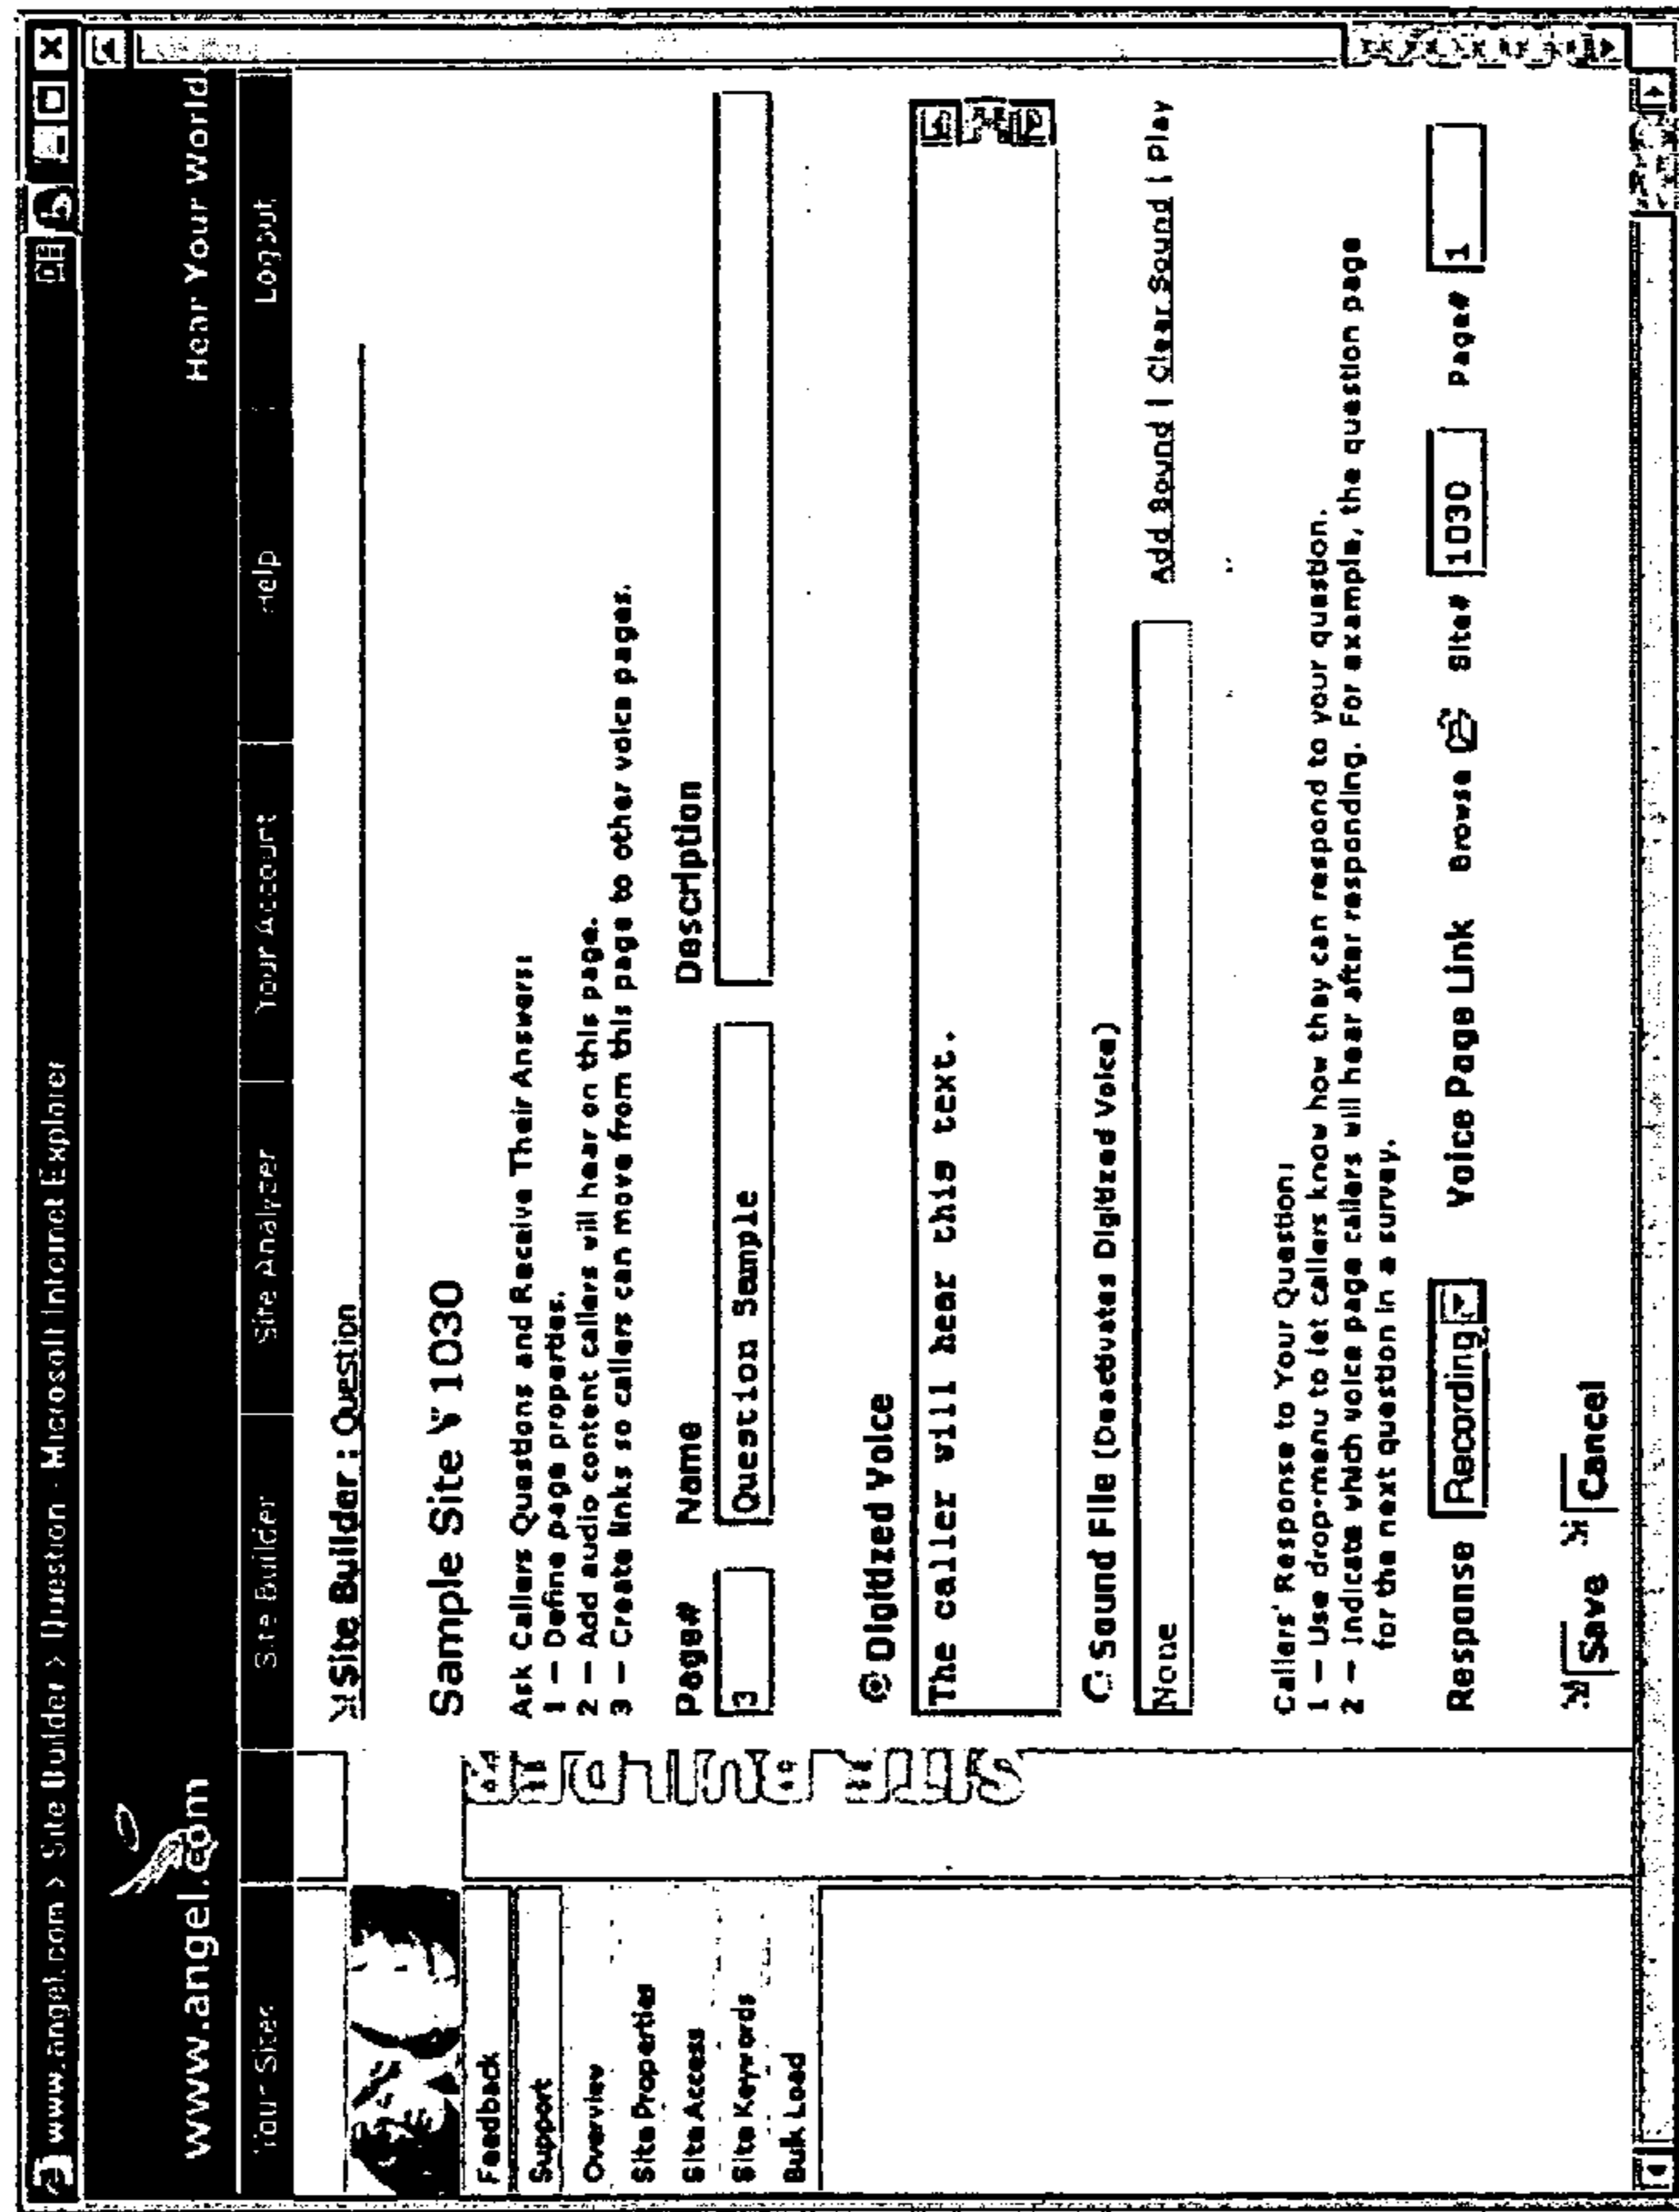 www.angel.com > Site Builder > Question - Microsoft Internet Explorer
www.angel.com
Hear Your World
Your Sites
Site Builder
Site Analyzer
Your Account
Help
Logout
Feedback
Support
Overview
Site Properties
Site Access
Site Keywords
Bulk Load
SITE BUILDER
Site Builder : Question
Sample Site V 1030
Ask Callers Questions and Receive Their Answers:
1 — Define page properties.
2 — Add audio content callers will hear on this page.
3 — Create links so callers can move from this page to other voice pages.
Page# Name Description
3 Question Sample
Digitized Voice
The caller will hear this text.
Sound File (Deactivates Digitized Voice)
None Add Sound | Clear Sound | Play
Callers' Response to Your Question:
1 — Use drop-menu to let callers know how they can respond to your question.
2 — Indicate which voice page callers will hear after responding. For example, the question page
for the next question in a survey.
Response Recording Voice Page Link Browse Site# 1030 Page# 1
Save Cancel